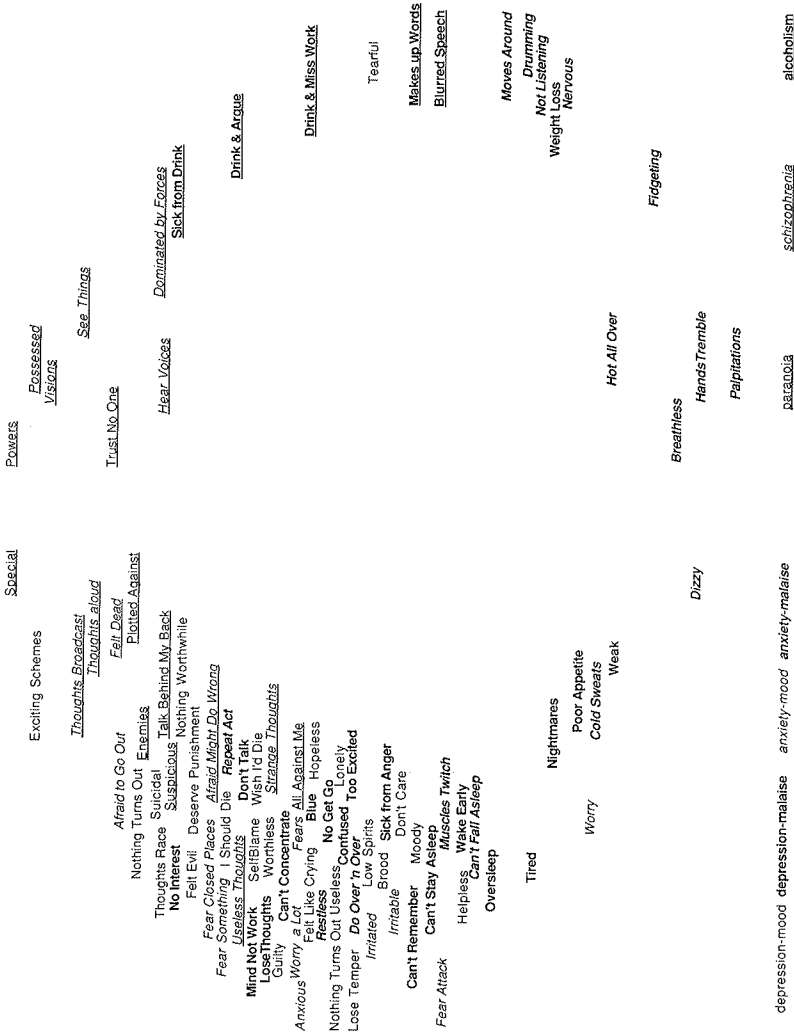 Powers
Special
Possessed
Visions
Exciting Schemes
See Things
Thoughts Broadcast
Thoughts aloud
Trust No One
Felt Dead
Afraid to Go Out
Plotted Against
Nothing Turns Out
Enemies
Dominated by Forces
Hear Voices
Thoughts Race
Suicidal
Talk Behind My Back
Suspicious
Sick from Drink
No Interest
Nothing Worthwhile
Felt Evil
Deserve Punishment
Fear Closed Places
Afraid Might Do Wrong
Fear Something
I Should Die
Repeat Act
Drink & Argue
Useless Thoughts
Don't Talk
Mind Not Work
SelfBlame
Wish I'd Die
LoseThoughts
Worthless
Strange Thoughts
Guilty
Can't Concentrate
Anxious
Worry a Lot
Fears
All Against Me
Drink & Miss Work
Felt Like Crying
Blue
Hopeless
Restless
No Get Go
Nothing Turns Out Useless
Confused
Lonely
Lose Temper
Do Over'n Over
Too Excited
Irritated
Low Spirits
Tearful
Brood
Sick from Anger
Irritable
Don't Care
Can't Remember
Moody
Makes up Words
Can't Stay Asleep
Blurred Speech
Fear Attack
Muscles Twitch
Helpless
Wake Early
Can't Fall Asleep
Oversleep
Moves Around
Drumming
Tired
Not Listening
Nightmares
Weight Loss
Nervous
Poor Appetite
Worry
Cold Sweats
Weak
Hot All Over
Fidgeting
Breathless
Dizzy
HandsTremble
Palpitations
depression-mood depression-malaise anxiety-mood anxiety-malaise paranoia schizophrenia alcoholism